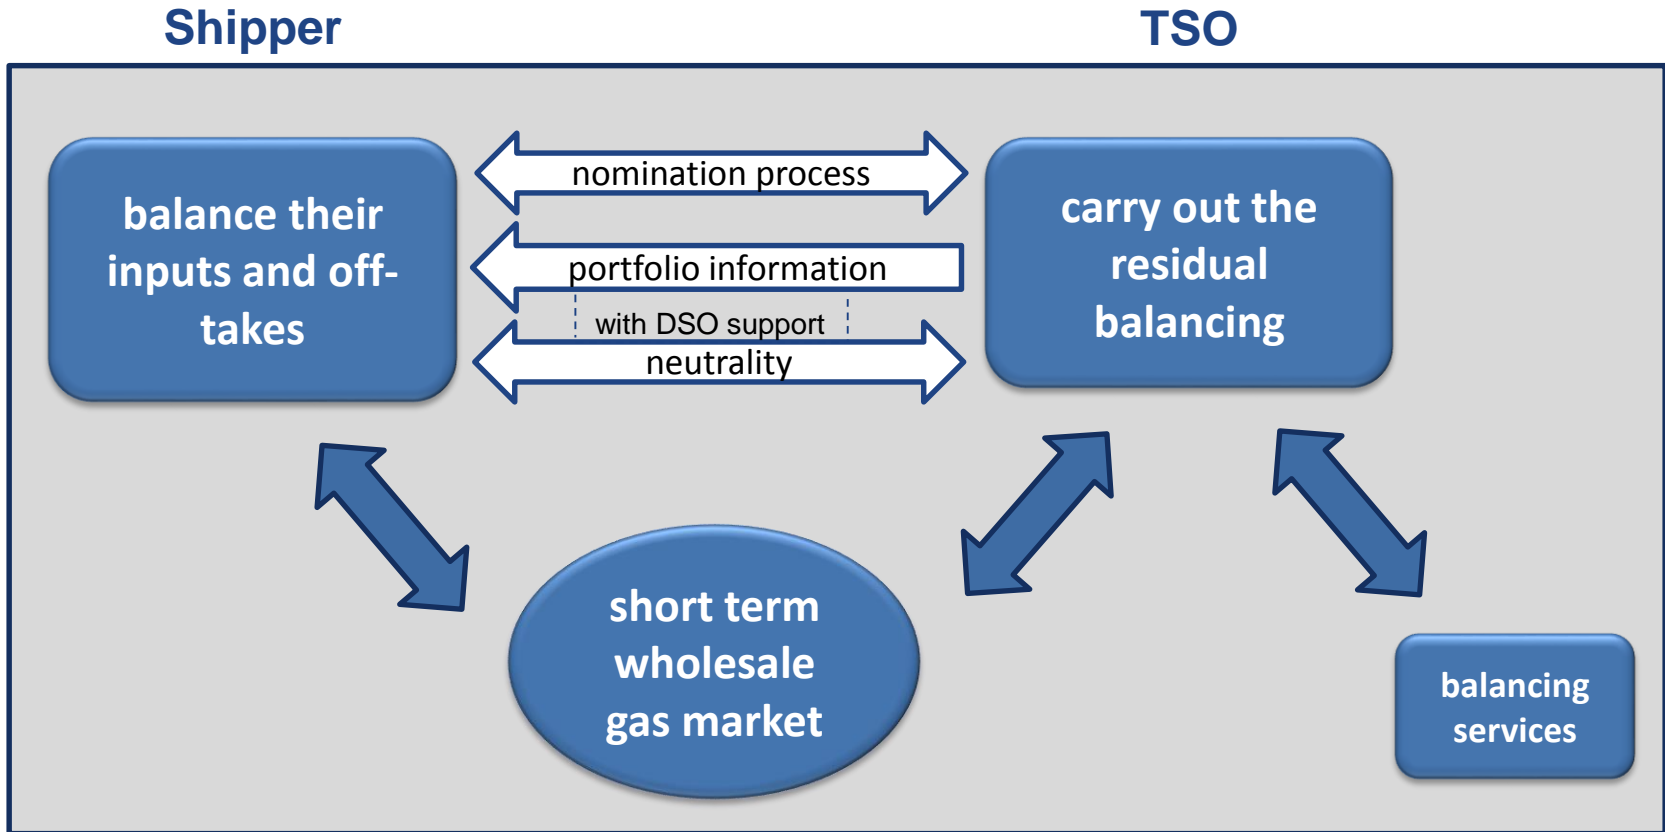 Shipper
TSO
balance their
inputs and off-
takes
nomination process
portfolio information
with DSO support
neutrality
carry out the
residual
balancing
short term
wholesale
gas market
balancing
services